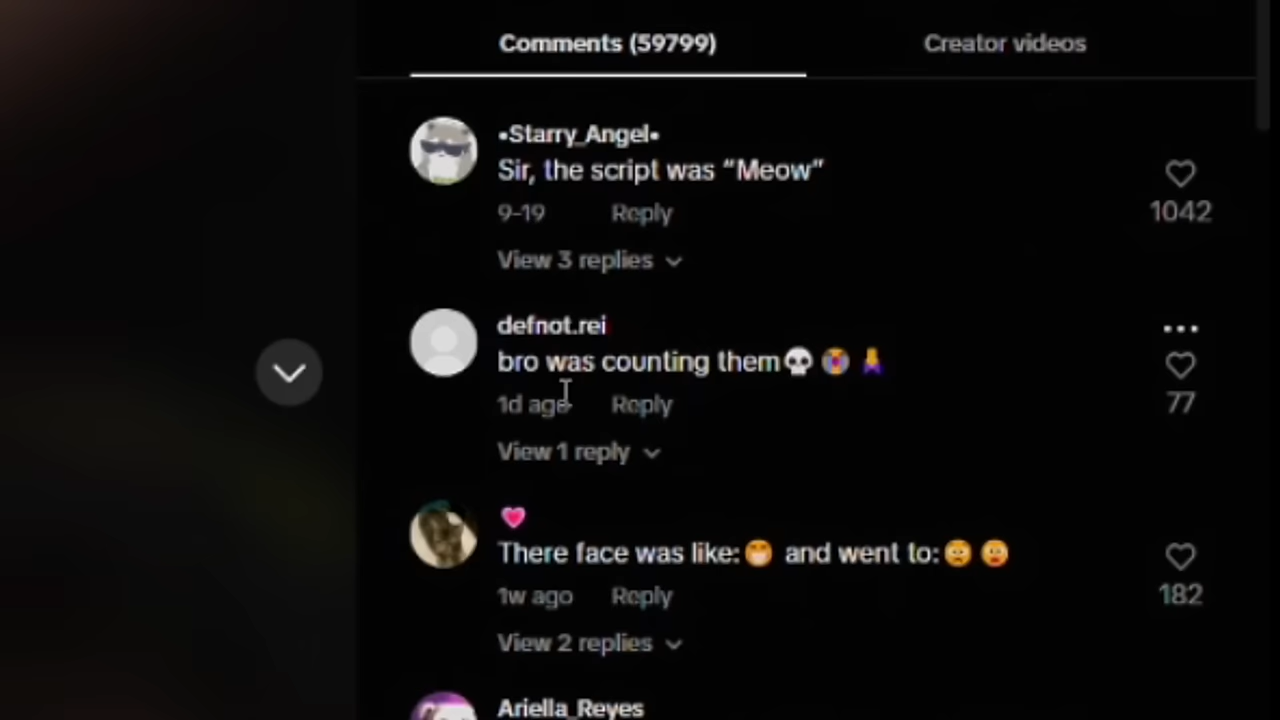 Comments (59799)
Creator videos
•Starry_Angel•
Sir, the script was “Meow”
1042
9-19 Reply
View 3 replies
defnot.rei
bro was counting them💀😭🙏
1d ago Reply
77
View 1 reply
💗
There face was like:😁 and went to:😳 😨
1w ago Reply
182
View 2 replies
Ariella_Reyes